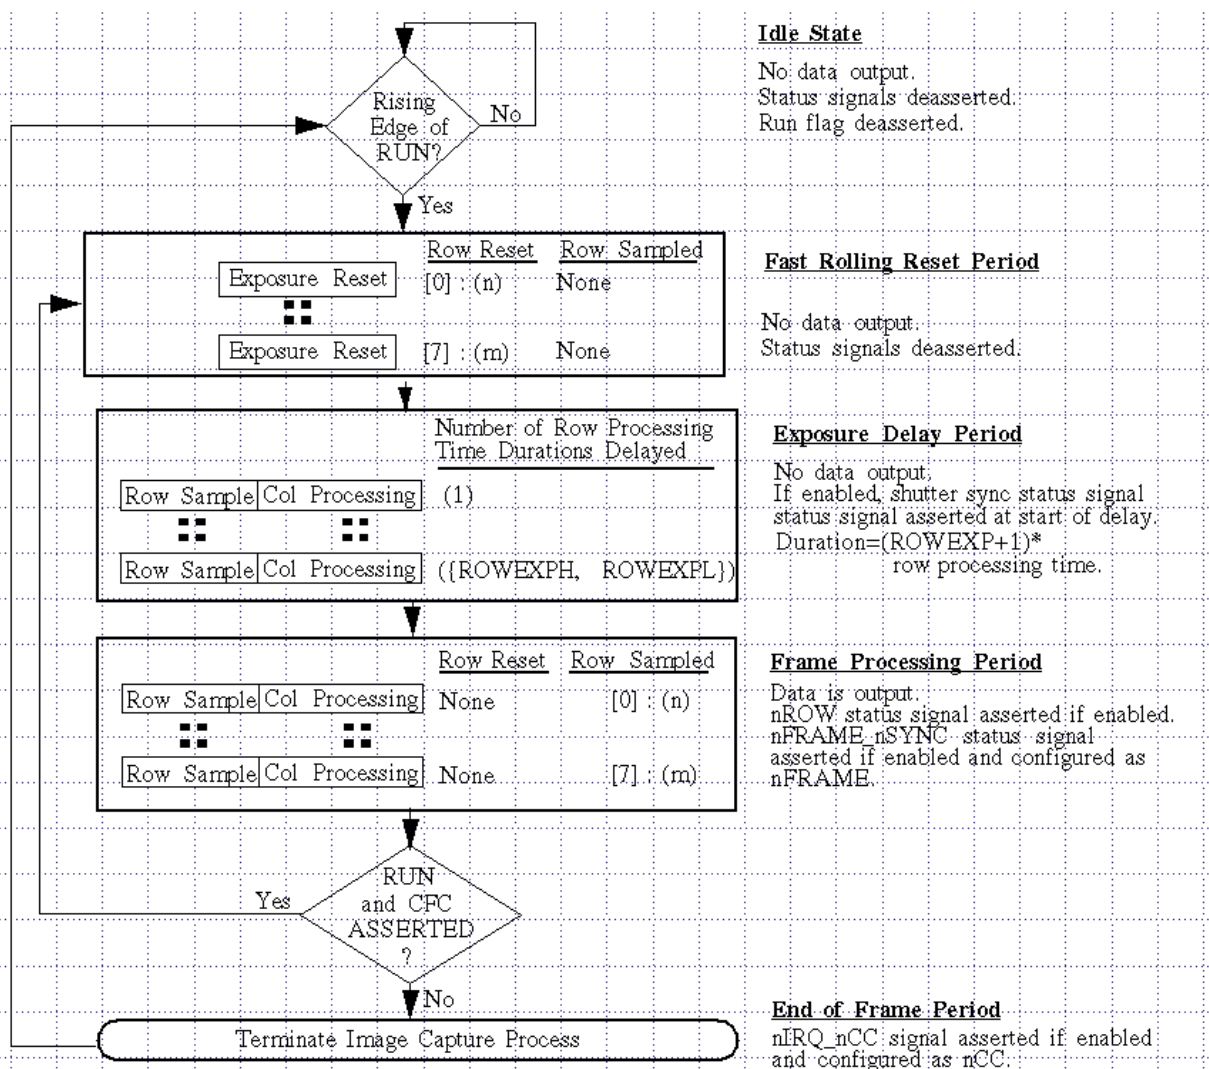 Idle State
No data output.
Status signals deasserted.
Run flag deasserted.
Rising
Edge of
RUN?
No
Yes
Row Reset Row Sampled
Exposure Reset [0] : (n) None
Exposure Reset [7] : (m) None
Fast Rolling Reset Period
No data output.
Status signals deasserted.
Number of Row Processing
Time Durations Delayed
Row Sample Col Processing (1)
Row Sample Col Processing ({ROWEXPH, ROWEXPL})
Exposure Delay Period
No data output.
If enabled, shutter sync status signal
status signal asserted at start of delay.
Duration=(ROWEXP+1)*
row processing time.
Row Reset Row Sampled
Row Sample Col Processing None [0] : (n)
Row Sample Col Processing None [7] : (m)
Frame Processing Period
Data is output.
nROW status signal asserted if enabled.
nFRAME_nSYNC status signal
asserted if enabled and configured as
nFRAME.
RUN
and CFC
ASSERTED
?
Yes
No
Terminate Image Capture Process
End of Frame Period
nIRQ_nCC signal asserted if enabled
and configured as nCC.